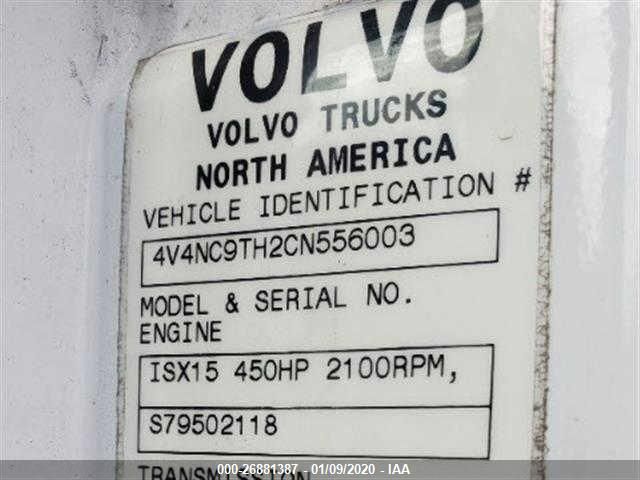 VOLVO
VOLVO TRUCKS
NORTH AMERICA
VEHICLE IDENTIFICATION #
4V4NC9TH2CN556003
MODEL & SERIAL NO.
ENGINE
ISX15 450HP 2100RPM,
S79502118
TRANSMISSION
000-26881387 - 01/09/2020 - IAA